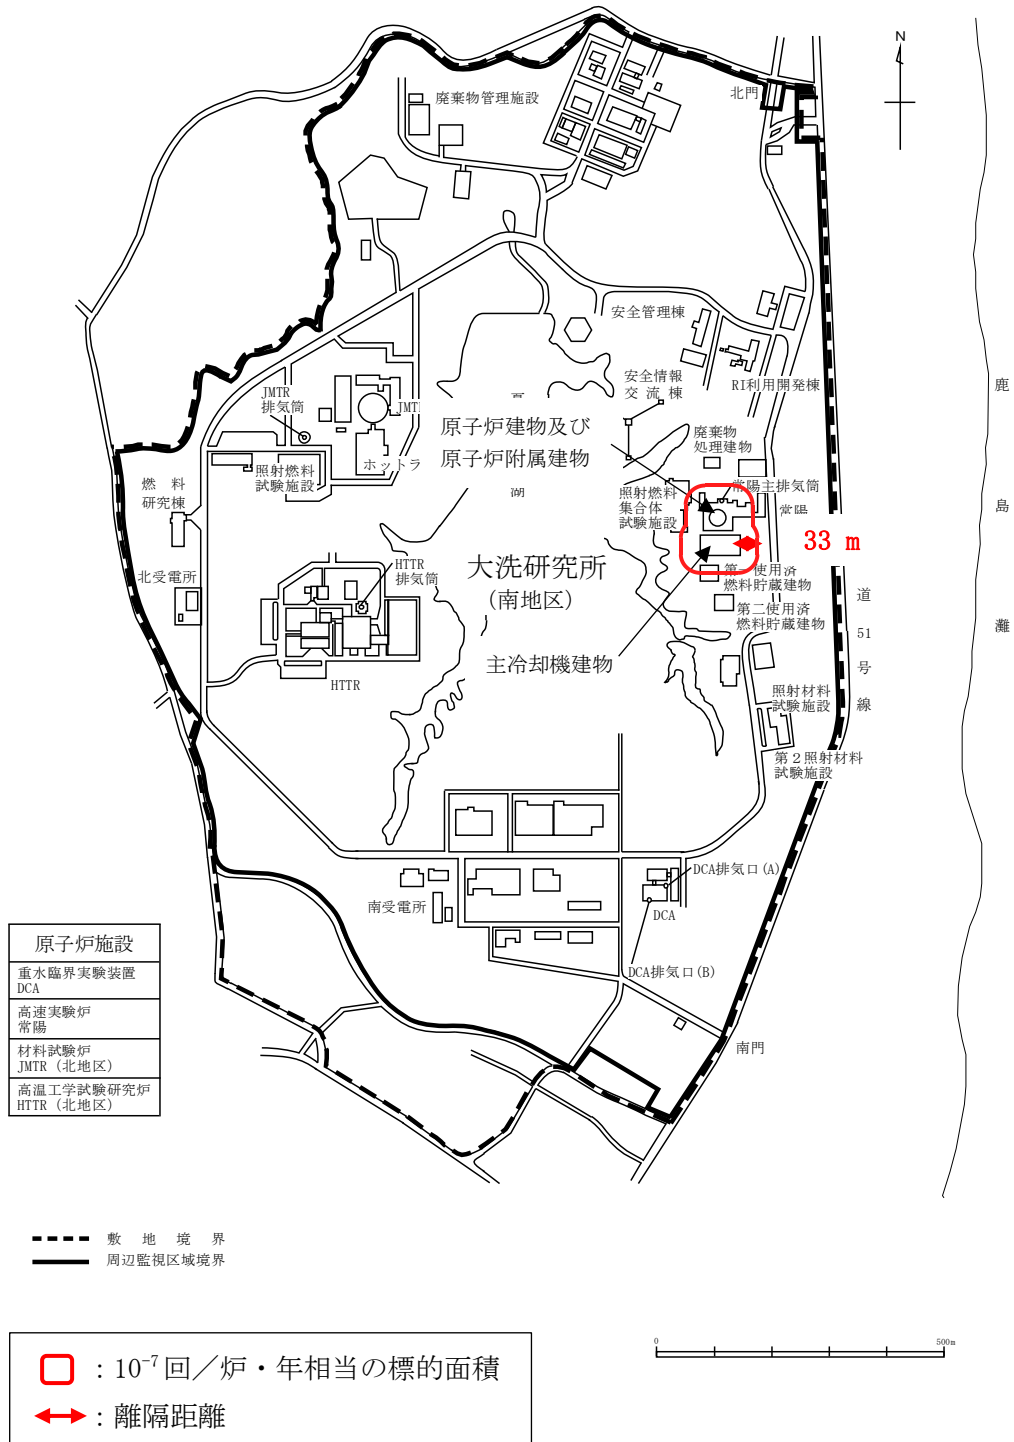 N
北門
廃棄物管理施設
安全管理棟
RI利用開発棟
安全情報
交流棟
鹿
島
灘
JMTR
排気筒
JMT
夏
原子炉建物及び
原子炉附属建物
廃棄物
処理建物
ホットラ
照射燃料
試験施設
燃料
研究棟
湖
照射燃料
集合体
試験施設
常陽主排気筒
常陽
33 m
大洗研究所
(南地区)
HTTR
排気筒
北受電所
第一使用済
燃料貯蔵建物
第二使用済
燃料貯蔵建物
道
51
号
線
主冷却機建物
HTTR
照射材料
試験施設
第2照射材料
試験施設
DCA排気口(A)
南受電所
DCA
DCA排気口(B)
南門
原子炉施設
重水臨界実験装置
DCA
高速実験炉
常陽
材料試験炉
JMTR (北地区)
高温工学試験研究炉
HTTR (北地区)
敷地境界
周辺監視区域境界
0
500m
:10⁻⁷回/炉・年相当の標的面積
:離隔距離